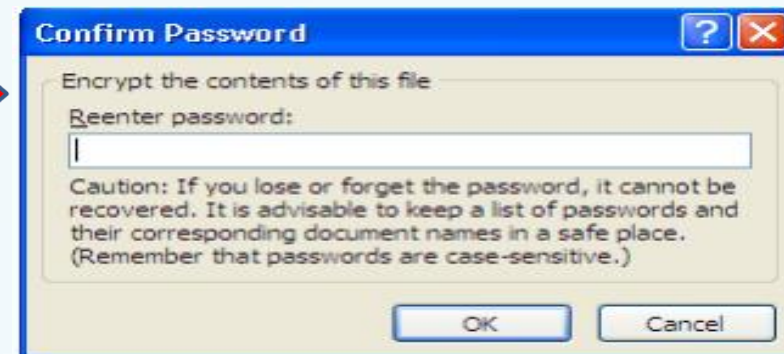 Confirm Password
Encrypt the contents of this file
Reenter password:
Caution: If you lose or forget the password, it cannot be
recovered. It is advisable to keep a list of passwords and
their corresponding document names in a safe place.
(Remember that passwords are case-sensitive.)
OK Cancel